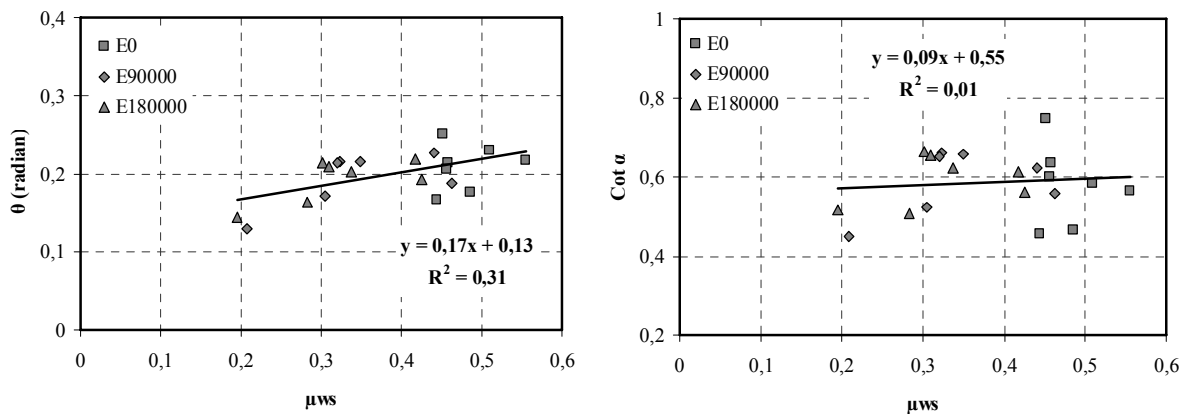 0,4
0,3
0,2
0,1
0
θ (radian)
E0
E90000
E180000
y = 0,17x + 0,13
R² = 0,31
0 0,1 0,2 0,3 0,4 0,5 0,6
μws
1
0,8
0,6
0,4
0,2
Cot α
E0
E90000
E180000
y = 0,09x + 0,55
R² = 0,01
0 0,1 0,2 0,3 0,4 0,5 0,6
μws